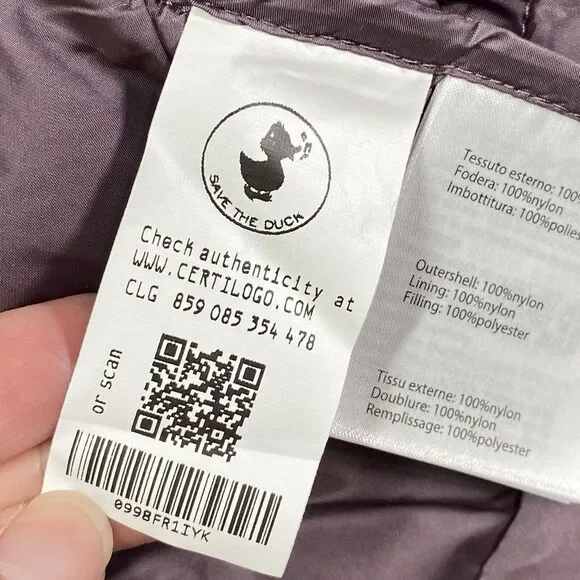 SAVE THE DUCK
Check authenticity at
WWW.CERTILOGO.COM
CLG 859 085 354 478
or scan
0998FR1IYK
Tessuto esterno: 100%
Fodera: 100%nylon
Imbottitura: 100%polies
Outershell: 100%nylon
Lining: 100%nylon
Filling: 100%polyester
Tissu externe: 100%nylon
Doublure: 100%nylon
Remplissage: 100%polyester